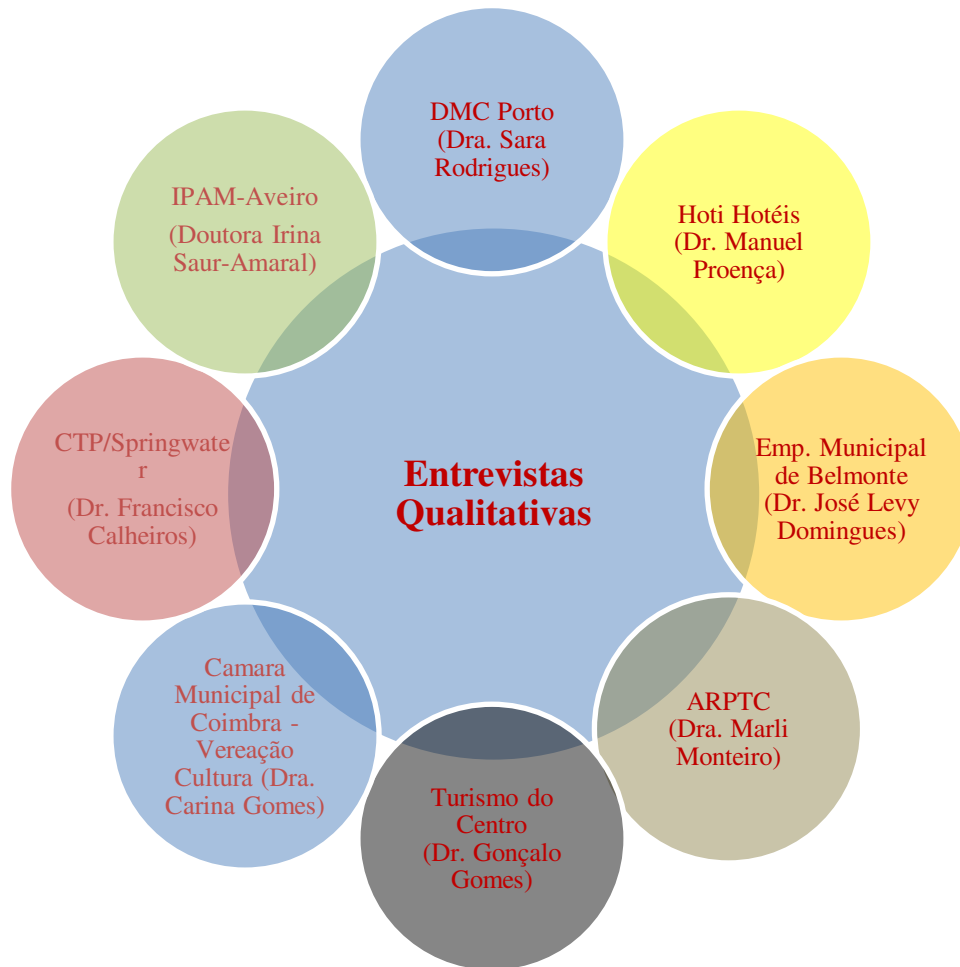 DMC Porto
(Dra. Sara
Rodrigues)
Hoti Hotéis
(Dr. Manuel
Proença)
Emp. Municipal
de Belmonte
(Dr. José Levy
Domingues)
ARPTC
(Dra. Marli
Monteiro)
Turismo do
Centro
(Dr. Gonçalo
Gomes)
Camara
Municipal de
Coimbra -
Vereação
Cultura (Dra.
Carina Gomes)
CTP/Springwate
r
(Dr. Francisco
Calheiros)
IPAM-Aveiro
(Doutora Irina
Saur-Amaral)
Entrevistas
Qualitativas